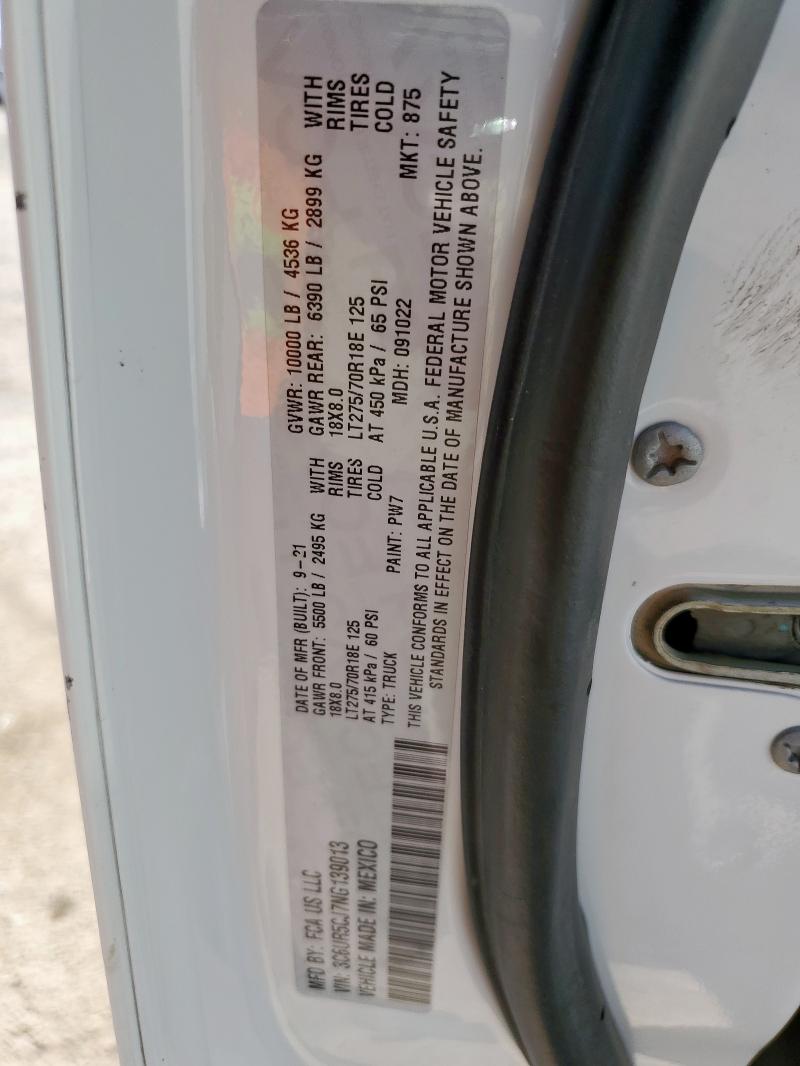 MFD BY: FCA US LLC
VIN: 3C6UR5CJ7NG139013
VEHICLE MADE IN: MEXICO
DATE OF MFR (BUILT): 9-21 GVWR: 10000 LB / 4536 KG
GAWR FRONT: 5500 LB / 2495 KG WITH GAWR REAR: 6390 LB / 2899 KG WITH
18X8.0 RIMS 18X8.0 RIMS
LT275/70R18E 125 TIRES LT275/70R18E 125 TIRES
AT 415 kPa / 60 PSI COLD AT 450 kPa / 65 PSI COLD
TYPE: TRUCK PAINT: PW7 MDH: 091022 MKT: 875
THIS VEHICLE CONFORMS TO ALL APPLICABLE U.S.A. FEDERAL MOTOR VEHICLE SAFETY
STANDARDS IN EFFECT ON THE DATE OF MANUFACTURE SHOWN ABOVE.